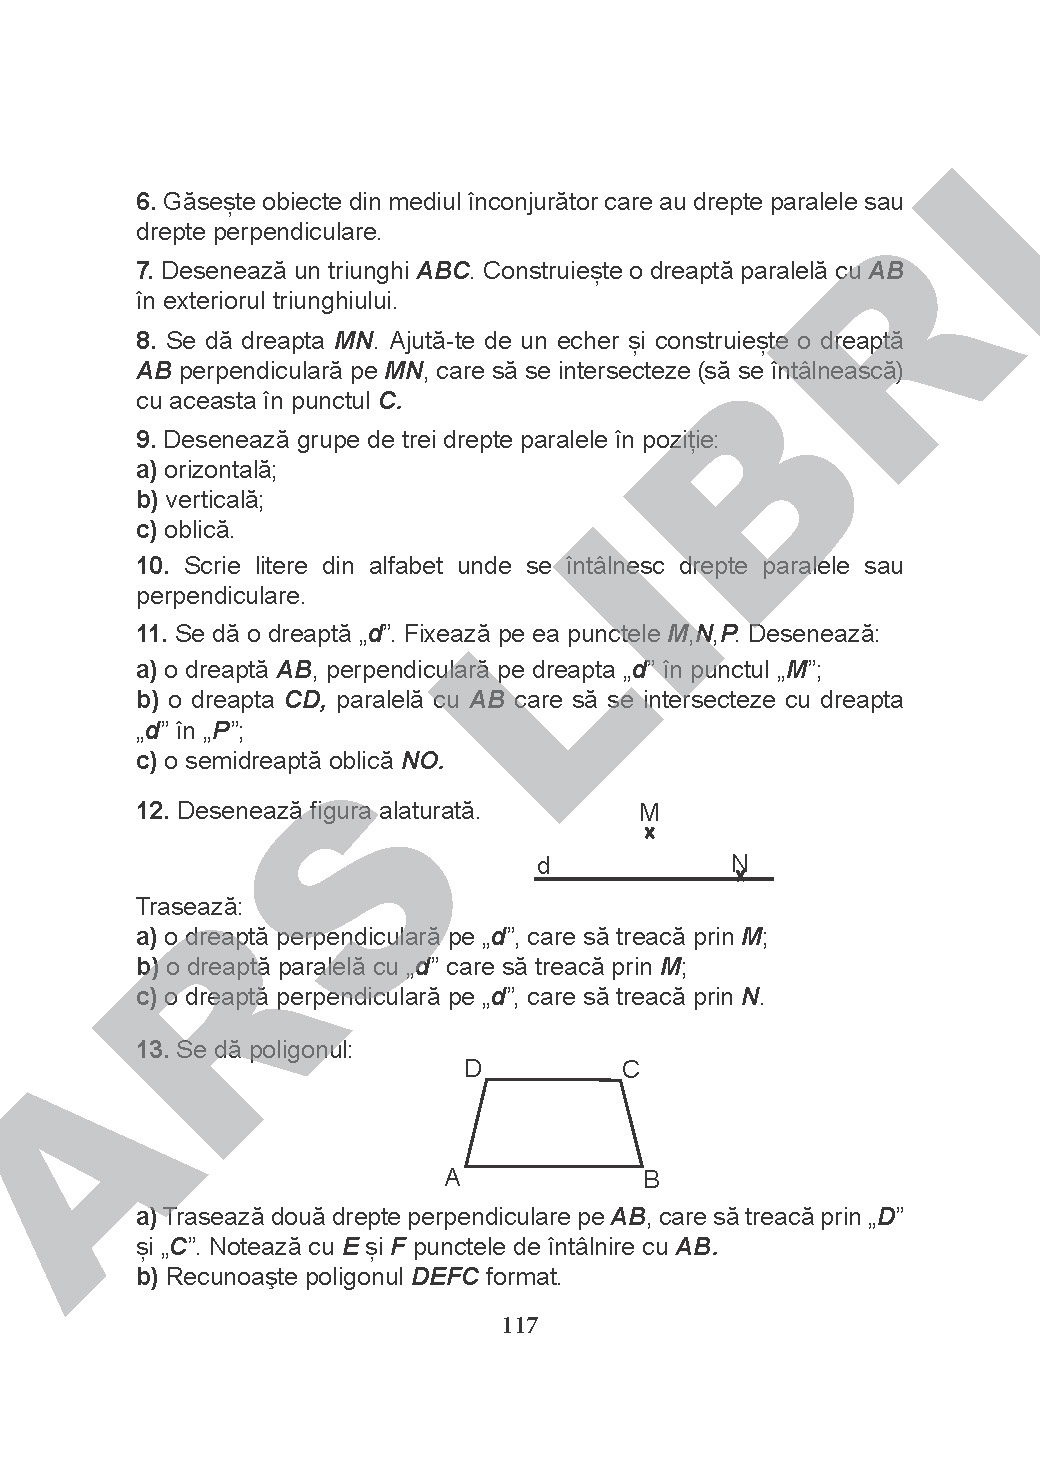 6. Găsește obiecte din mediul înconjurător care au drepte paralele sau
drepte perpendiculare.
7. Desenează un triunghi ABC. Construiește o dreaptă paralelă cu AB
în exteriorul triunghiului.
8. Se dă dreapta MN. Ajută-te de un echer și construiește o dreaptă
AB perpendiculară pe MN, care să se intersecteze (să se întâlnească)
cu aceasta în punctul C.
9. Desenează grupe de trei drepte paralele în poziție:
a) orizontală;
b) verticală;
c) oblică.
10. Scrie litere din alfabet unde se întâlnesc drepte paralele sau
perpendiculare.
11. Se dă o dreaptă „d”. Fixează pe ea punctele M,N,P. Desenează:
a) o dreaptă AB, perpendiculară pe dreapta „d” în punctul „M”;
b) o dreapta CD, paralelă cu AB care să se intersecteze cu dreapta
„d” în „P”;
c) o semidreaptă oblică NO.
12. Desenează figura alaturată.
M
d N
Trasează:
a) o dreaptă perpendiculară pe „d”, care să treacă prin M;
b) o dreaptă paralelă cu „d” care să treacă prin M;
c) o dreaptă perpendiculară pe „d”, care să treacă prin N.
13. Se dă poligonul:
D C
A B
a) Trasează două drepte perpendiculare pe AB, care să treacă prin „D”
și „C”. Notează cu E și F punctele de întâlnire cu AB.
b) Recunoaşte poligonul DEFC format.
117
ARS LIBRI